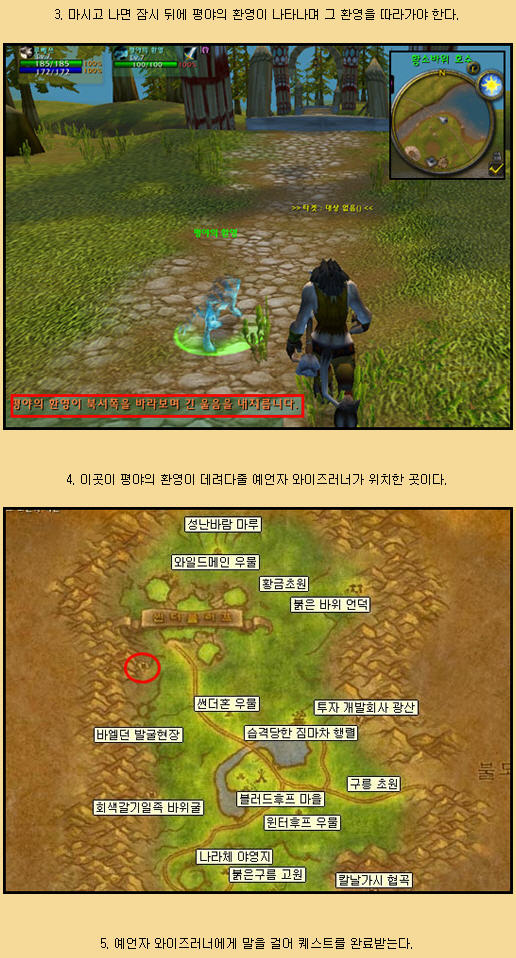 3. 마시고 나면 잠시 뒤에 평야의 환영이 나타나며 그 환영을 따라가야 한다.
Lv.7
185/185 100%
172/172 100%
평야의 환영
Lv.7
100/100 100%
N
>> 타겟 : 대상 없음() <<
평야의 환영
평야의 환영이 북서쪽을 바라보며 긴 울음을 내지릅니다.
4. 이곳이 평야의 환영이 데려다줄 예언자 와이즈러너가 위치한 곳이다.
성난바람 마루
와일드메인 우물
황금초원
붉은 바위 언덕
썬더 블러프
썬더혼 우물
투자 개발회사 광산
바엘던 발굴현장
습격당한 짐마차 행렬
구릉 초원
회색갈기일족 바위굴
블러드후프 마을
윈터후프 우물
나라체 야영지
붉은구름 고원
칼날가시 협곡
5. 예언자 와이즈러너에게 말을 걸어 퀘스트를 완료받는다.